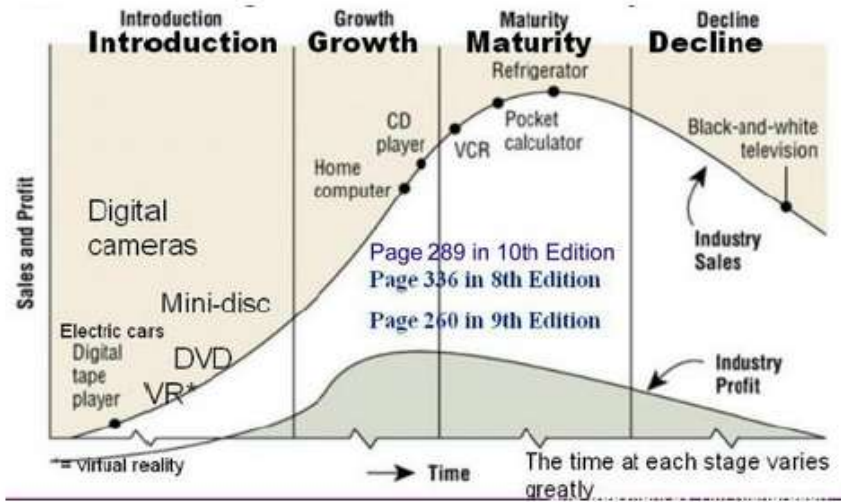 Introduction Growth Maturity Decline
Introduction Growth Maturity Decline
Refrigerator
CD
player
Pocket
calculator
VCR
Black-and-white
television
Home
computer
Digital
cameras
Page 289 in 10th Edition
Page 336 in 8th Edition
Page 260 in 9th Edition
Industry
Sales
Sales and Profit
Mini-disc
Electric cars
Digital
tape
player
DVD
VR*
Industry
Profit
*= virtual reality
Time
The time at each stage varies
greatly